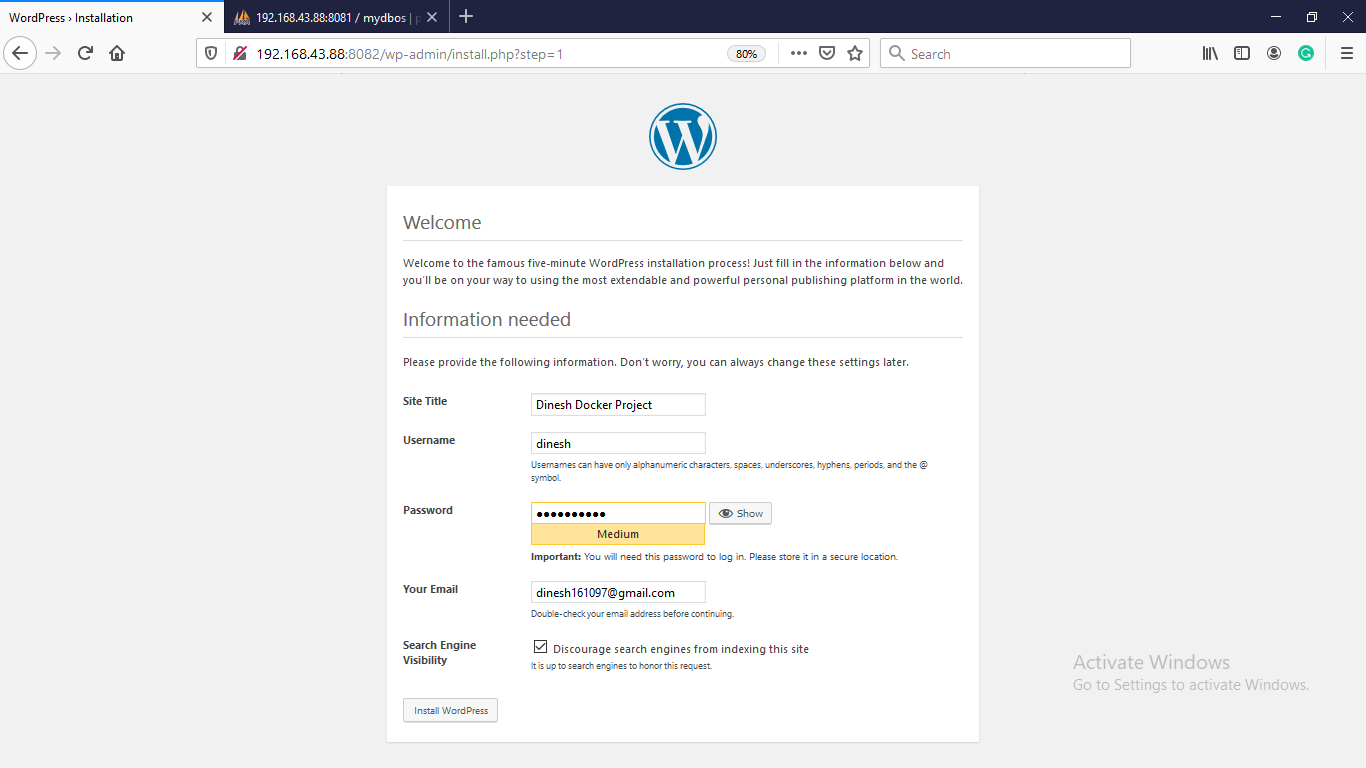 WordPress › Installation
192.168.43.88:8081 / mydbos |
192.168.43.88:8082/wp-admin/install.php?step=1
80%
Search
Welcome
Welcome to the famous five-minute WordPress installation process! Just fill in the information below and
you'll be on your way to using the most extendable and powerful personal publishing platform in the world.
Information needed
Please provide the following information. Don't worry, you can always change these settings later.
Site Title
Dinesh Docker Project
Username
dinesh
Usernames can have only alphanumeric characters, spaces, underscores, hyphens, periods, and the @
symbol.
Password
●●●●●●●●●●
Show
Medium
Important: You will need this password to log in. Please store it in a secure location.
Your Email
dinesh161097@gmail.com
Double-check your email address before continuing.
Search Engine
Visibility
Discourage search engines from indexing this site
It is up to search engines to honor this request.
Install WordPress
Activate Windows
Go to Settings to activate Windows.